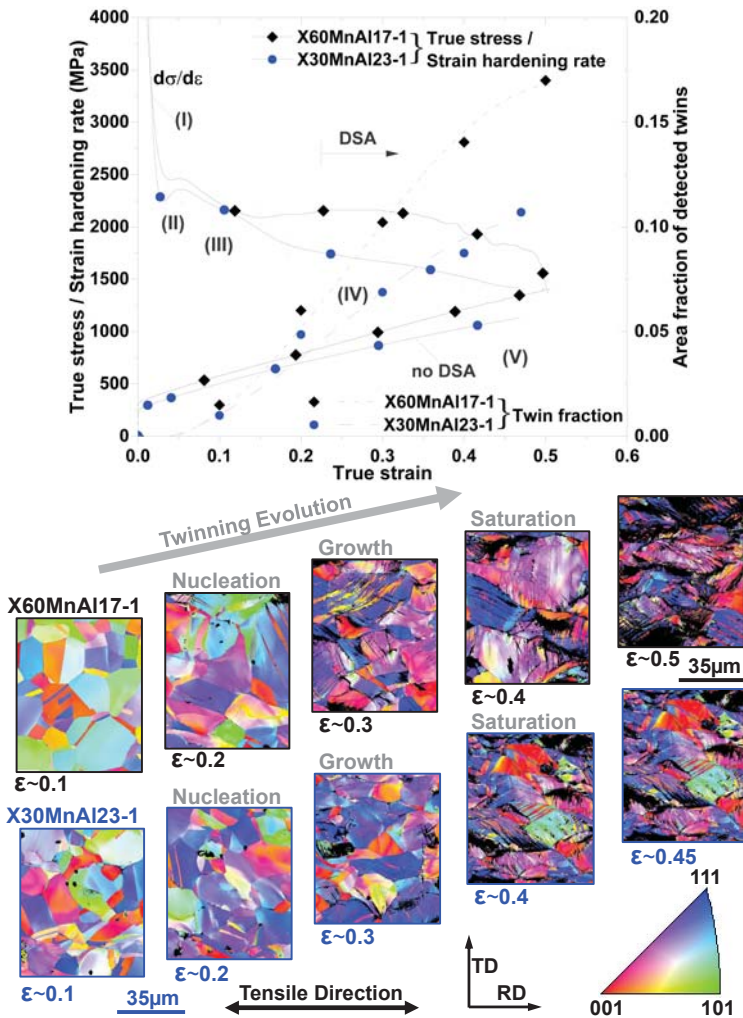 4000
3500
3000
2500
2000
1500
1000
500
0
True stress / Strain hardening rate (MPa)
0.20
0.15
0.10
0.05
0.00
Area fraction of detected twins
X60MnAl17-1
X30MnAl23-1
True stress /
Strain hardening rate
dσ/dε
(I)
DSA
(II)
(III)
(IV)
(V)
no DSA
X60MnAl17-1
X30MnAl23-1
Twin fraction
0.0 0.1 0.2 0.3 0.4 0.5 0.6
True strain
Twinning Evolution
X60MnAl17-1
Nucleation
Growth
Saturation
ε~0.1
ε~0.2
ε~0.3
ε~0.4
ε~0.5
35µm
X30MnAl23-1
Nucleation
Growth
Saturation
ε~0.1
ε~0.2
ε~0.3
ε~0.4
ε~0.45
35µm
Tensile Direction
TD
RD
111
001
101